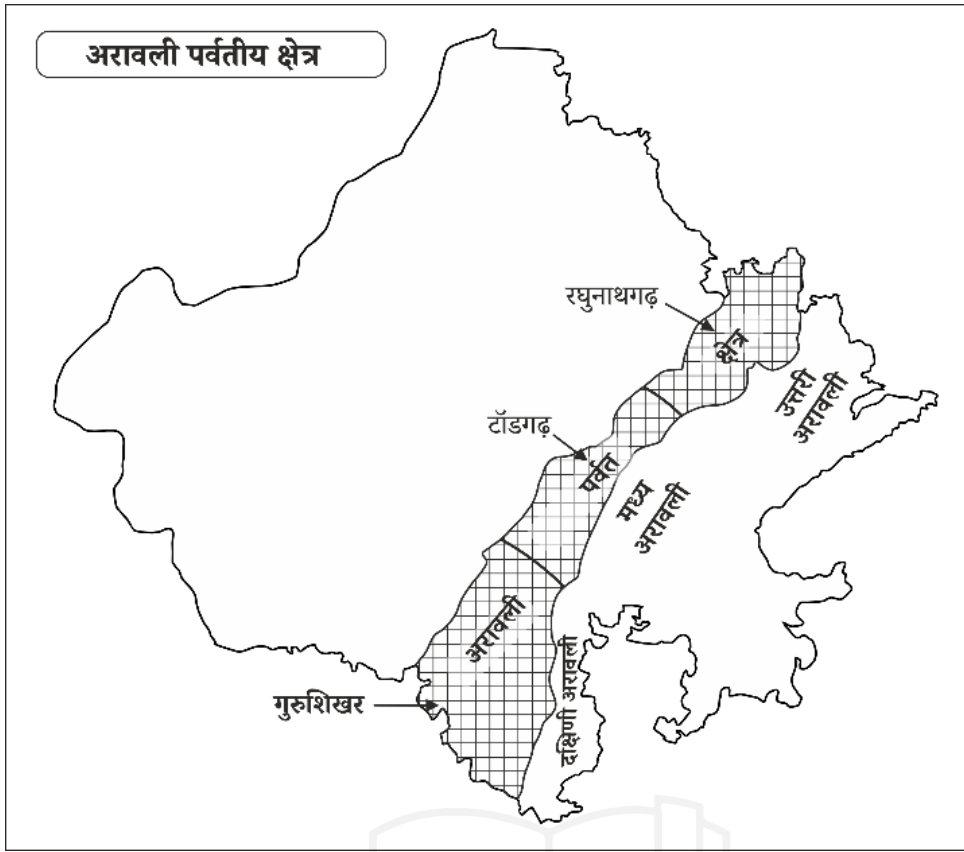 अरावली पर्वतीय क्षेत्र
रघुनाथगढ़
क्षेत्र
उत्तरी
अरावली
टॉडगढ़
पर्वत
मध्य
अरावली
अरावली
दक्षिणी अरावली
गुरुशिखर